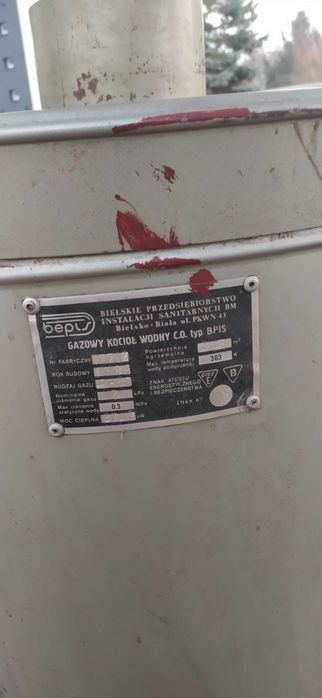 bepis
BIELSKIE PRZEDSIĘBIORSTWO
INSTALACJI SANITARNYCH BM
Bielsko-Biała ul. PKWN 43
GAZOWY KOCIOŁ WODNY C.O. typ BPIS
Nr FABRYCZNY
ROK BUDOWY
RODZAJ GAZU
Nominalne ciśnienie gazu kPa
Max. ciśnienie statyczne wody 0,3 MPa
MOC CIEPLNA kW
Powierzchnia ogrzewalna m²
Max. temperatura wody podgrzanej 363 K
ZNAK ATESTU
ENERGETYCZNEGO
I BEZPIECZEŃSTWA
E
B
ZNAK KT